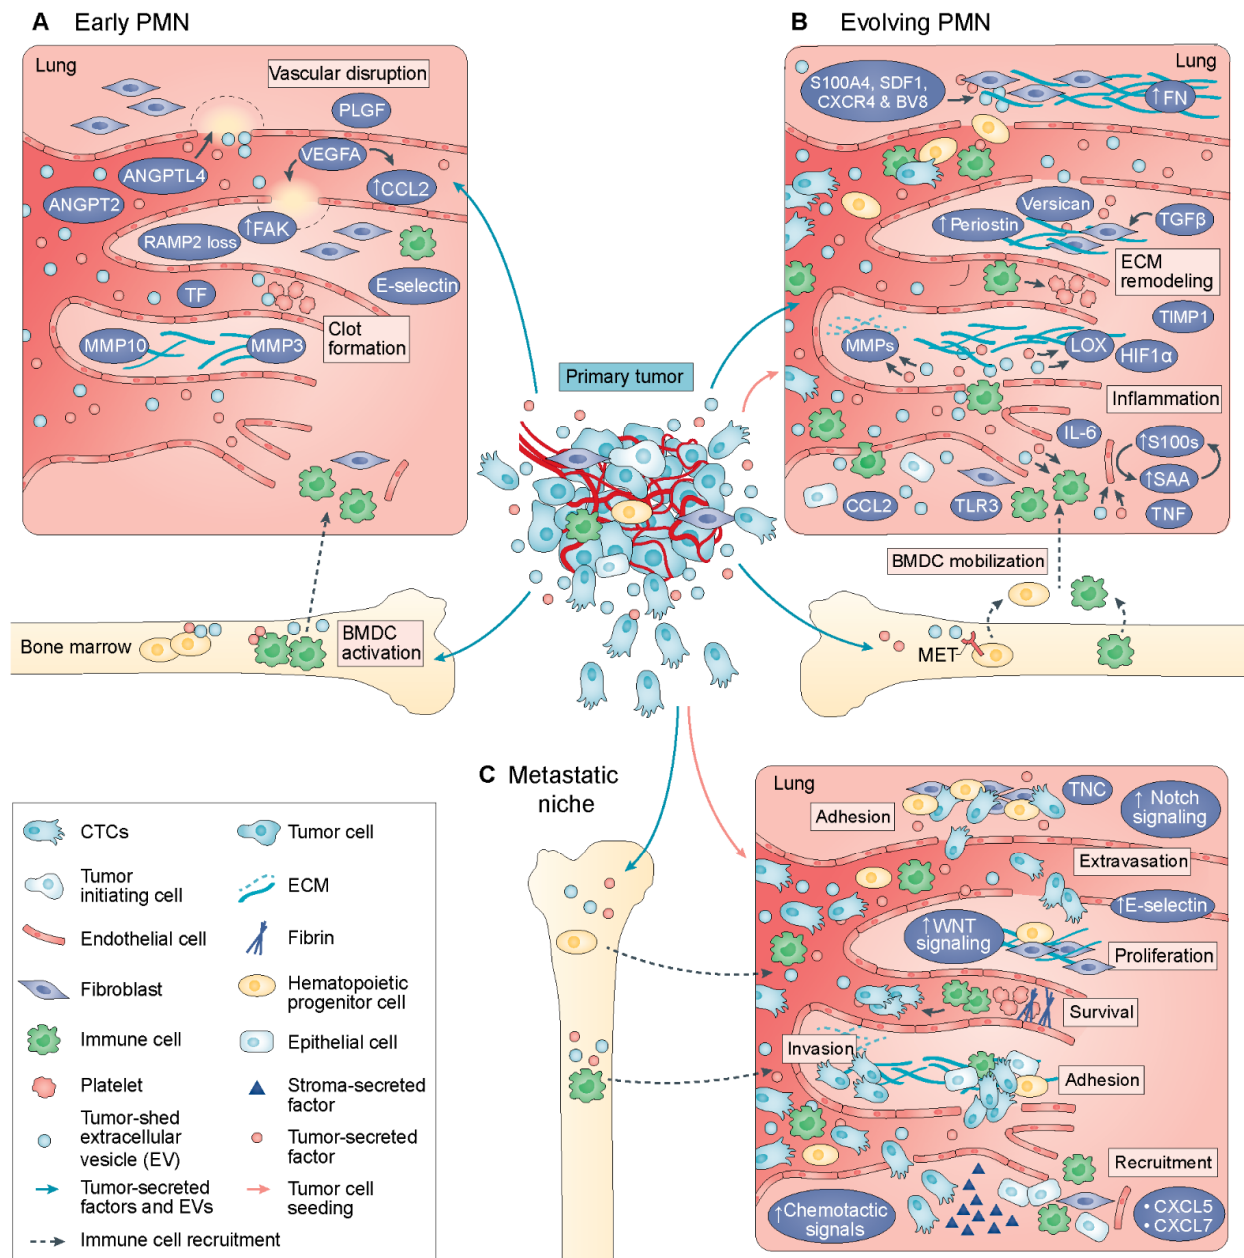 A Early PMN
Lung
Vascular disruption
PLGF
VEGFA
ANGPTL4
↑CCL2
ANGPT2
↑FAK
RAMP2 loss
E-selectin
TF
Clot
formation
MMP10
MMP3
Bone marrow
BMDC
activation
Primary tumor
B Evolving PMN
Lung
S100A4, SDF1,
CXCR4 & BV8
↑FN
Versican
↑Periostin
TGFβ
ECM
remodeling
TIMP1
MMPs
LOX
HIF1α
Inflammation
IL-6
↑S100s
↑SAA
CCL2
TLR3
TNF
BMDC mobilization
MET
C Metastatic
niche
Lung
TNC
↑ Notch
signaling
Adhesion
Extravasation
↑E-selectin
↑WNT
signaling
Proliferation
Survival
Invasion
Adhesion
Recruitment
↑Chemotactic
signals
• CXCL5
• CXCL7
CTCs
Tumor cell
Tumor
initiating cell
ECM
Endothelial cell
Fibrin
Fibroblast
Hematopoietic
progenitor cell
Immune cell
Epithelial cell
Platelet
Stroma-secreted
factor
Tumor-shed
extracellular
vesicle (EV)
Tumor-secreted
factor
Tumor-secreted
factors and EVs
Tumor cell
seeding
Immune cell recruitment